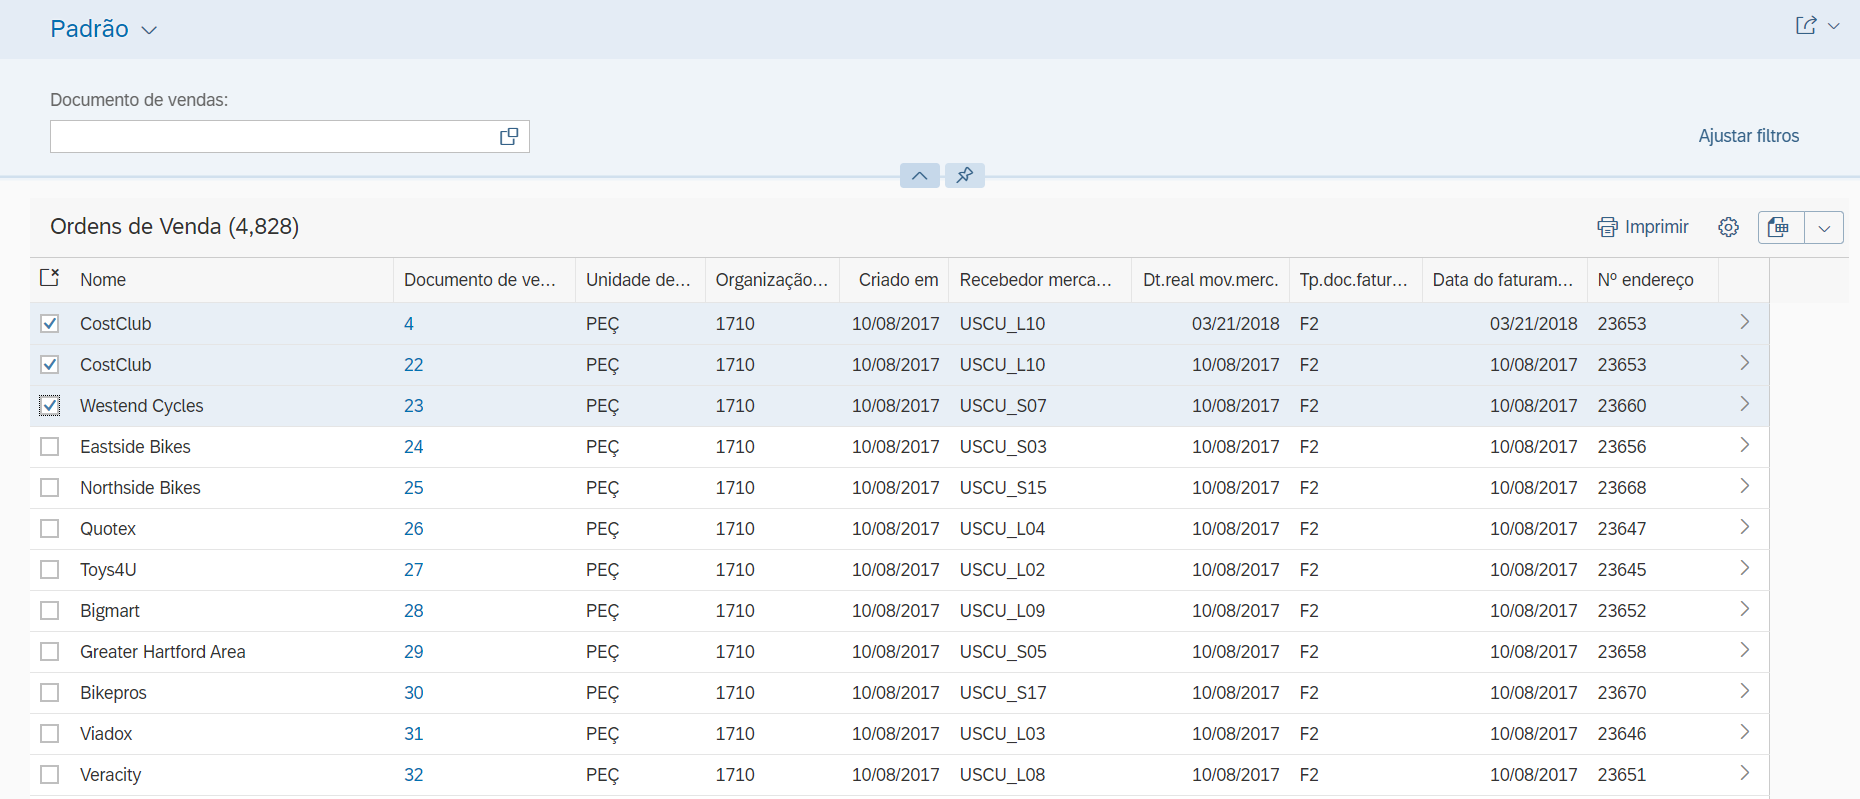 Padrão
Documento de vendas:
Ajustar filtros
Ordens de Venda (4,828) Imprimir
Nome Documento de ve... Unidade de... Organização... Criado em Recebedor merca... Dt.real mov.merc. Tp.doc.fatur... Data do faturam... Nº endereço
CostClub 4 PEÇ 1710 10/08/2017 USCU_L10 03/21/2018 F2 03/21/2018 23653
CostClub 22 PEÇ 1710 10/08/2017 USCU_L10 10/08/2017 F2 10/08/2017 23653
Westend Cycles 23 PEÇ 1710 10/08/2017 USCU_S07 10/08/2017 F2 10/08/2017 23660
Eastside Bikes 24 PEÇ 1710 10/08/2017 USCU_S03 10/08/2017 F2 10/08/2017 23656
Northside Bikes 25 PEÇ 1710 10/08/2017 USCU_S15 10/08/2017 F2 10/08/2017 23668
Quotex 26 PEÇ 1710 10/08/2017 USCU_L04 10/08/2017 F2 10/08/2017 23647
Toys4U 27 PEÇ 1710 10/08/2017 USCU_L02 10/08/2017 F2 10/08/2017 23645
Bigmart 28 PEÇ 1710 10/08/2017 USCU_L09 10/08/2017 F2 10/08/2017 23652
Greater Hartford Area 29 PEÇ 1710 10/08/2017 USCU_S05 10/08/2017 F2 10/08/2017 23658
Bikepros 30 PEÇ 1710 10/08/2017 USCU_S17 10/08/2017 F2 10/08/2017 23670
Viadox 31 PEÇ 1710 10/08/2017 USCU_L03 10/08/2017 F2 10/08/2017 23646
Veracity 32 PEÇ 1710 10/08/2017 USCU_L08 10/08/2017 F2 10/08/2017 23651